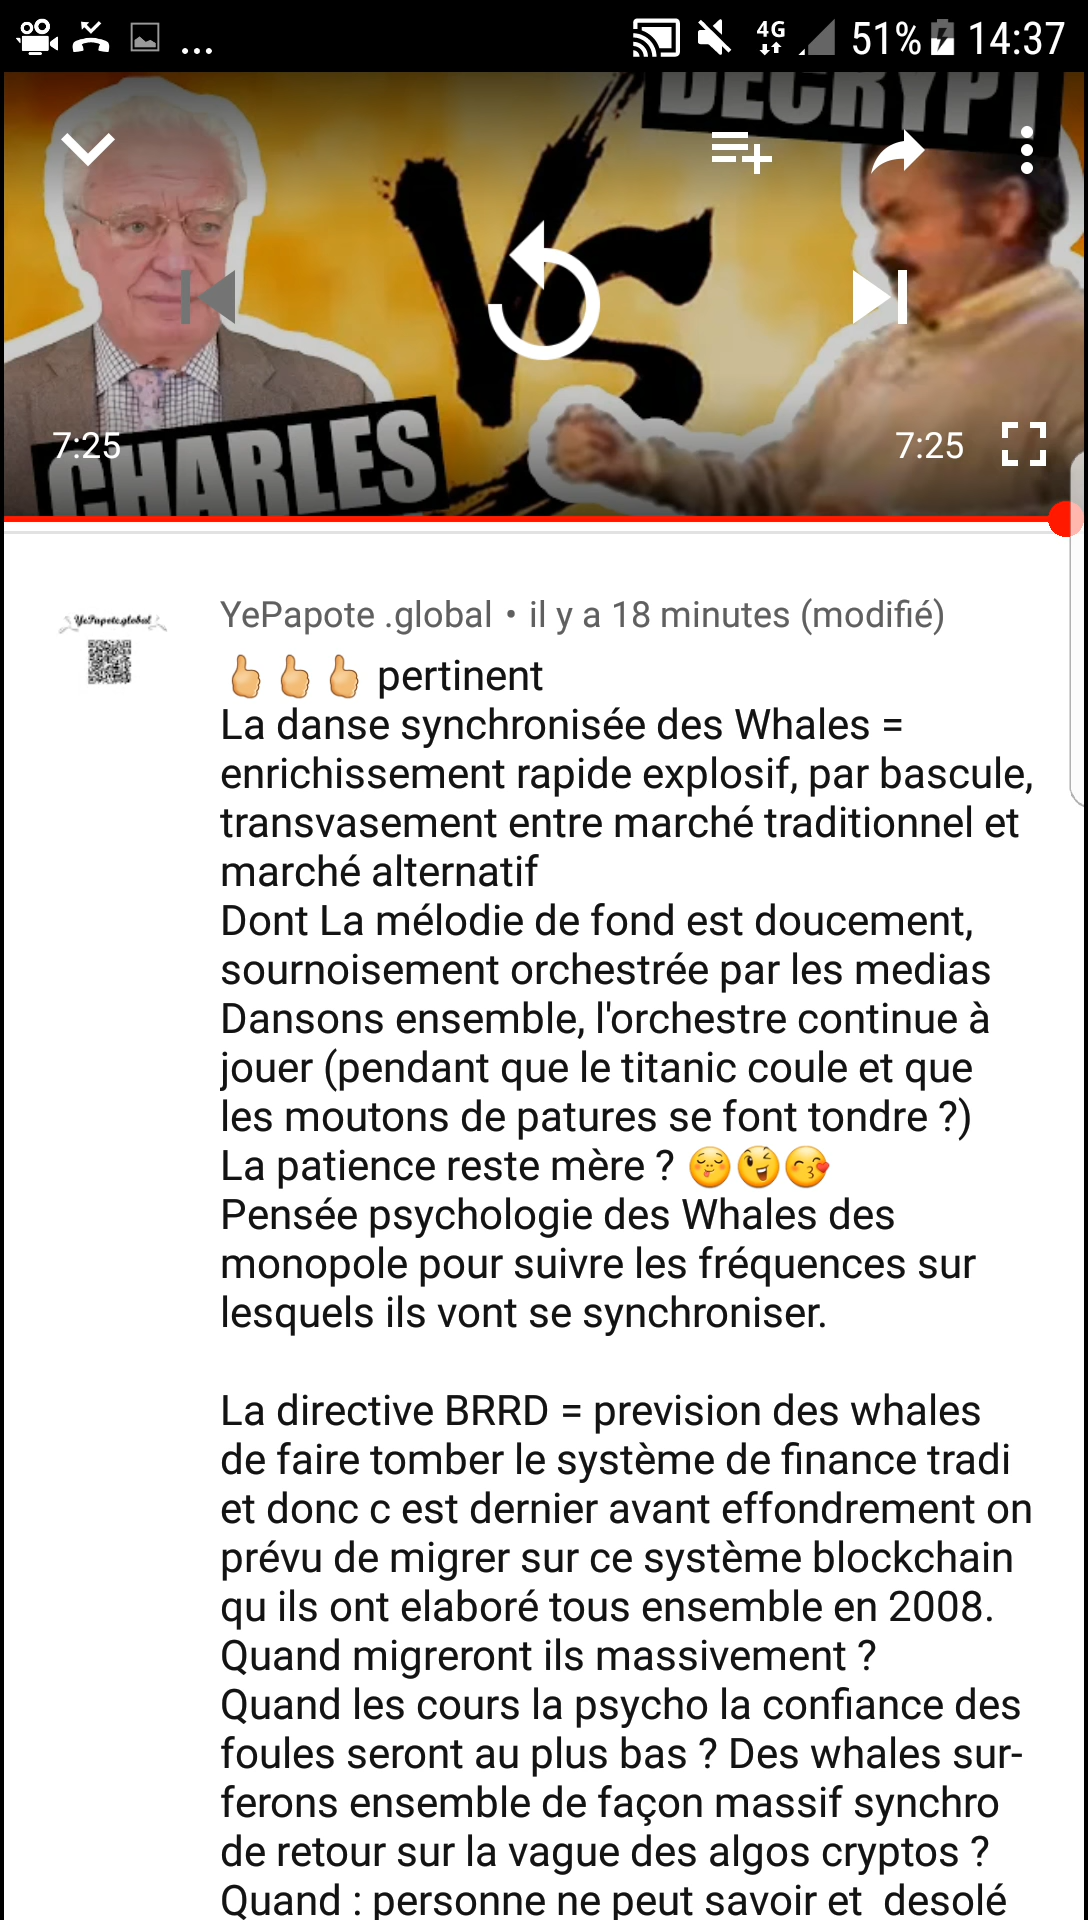 4G 51% 14:37
DECRYPT
VS
7:25 7:25
CHARLES
YePapote.global
YePapote .global • il y a 18 minutes (modifié)
👍🏼 👍🏼 👍🏼 pertinent
La danse synchronisée des Whales =
enrichissement rapide explosif, par bascule,
transvasement entre marché traditionnel et
marché alternatif
Dont La mélodie de fond est doucement,
sournoisement orchestrée par les medias
Dansons ensemble, l'orchestre continue à
jouer (pendant que le titanic coule et que
les moutons de patures se font tondre ?)
La patience reste mère ? 😋😜😘
Pensée psychologie des Whales des
monopole pour suivre les fréquences sur
lesquels ils vont se synchroniser.
La directive BRRD = prevision des whales
de faire tomber le système de finance tradi
et donc c est dernier avant effondrement on
prévu de migrer sur ce système blockchain
qu ils ont elaboré tous ensemble en 2008.
Quand migreront ils massivement ?
Quand les cours la psycho la confiance des
foules seront au plus bas ? Des whales sur-
ferons ensemble de façon massif synchro
de retour sur la vague des algos cryptos ?
Quand : personne ne peut savoir et desolé